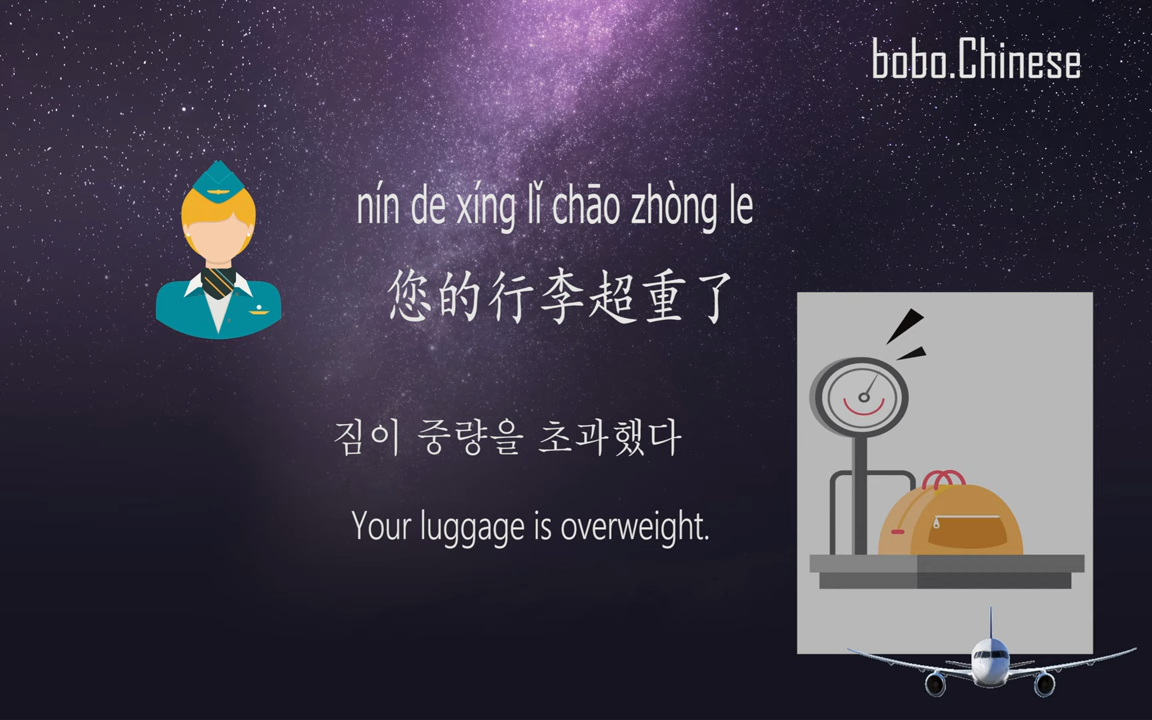 bobo.Chinese
nín de xíng lǐ chāo zhòng le
您的行李超重了
짐이 중량을 초과했다
Your luggage is overweight.